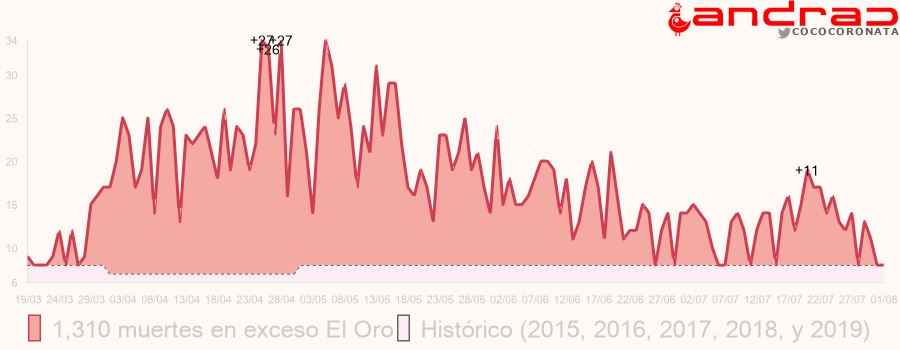 andrab
COCOCORONATA
34
+27
+27
+26
30
25
20
+11
15
10
6
19/03 24/03 29/03 03/04 08/04 13/04 18/04 23/04 28/04 03/05 08/05 13/05 18/05 23/05 28/05 02/06 07/06 12/06 17/06 22/06 27/06 02/07 07/07 12/07 17/07 22/07 27/07 01/08
1,310 muertes en exceso El Oro Histórico (2015, 2016, 2017, 2018, y 2019)